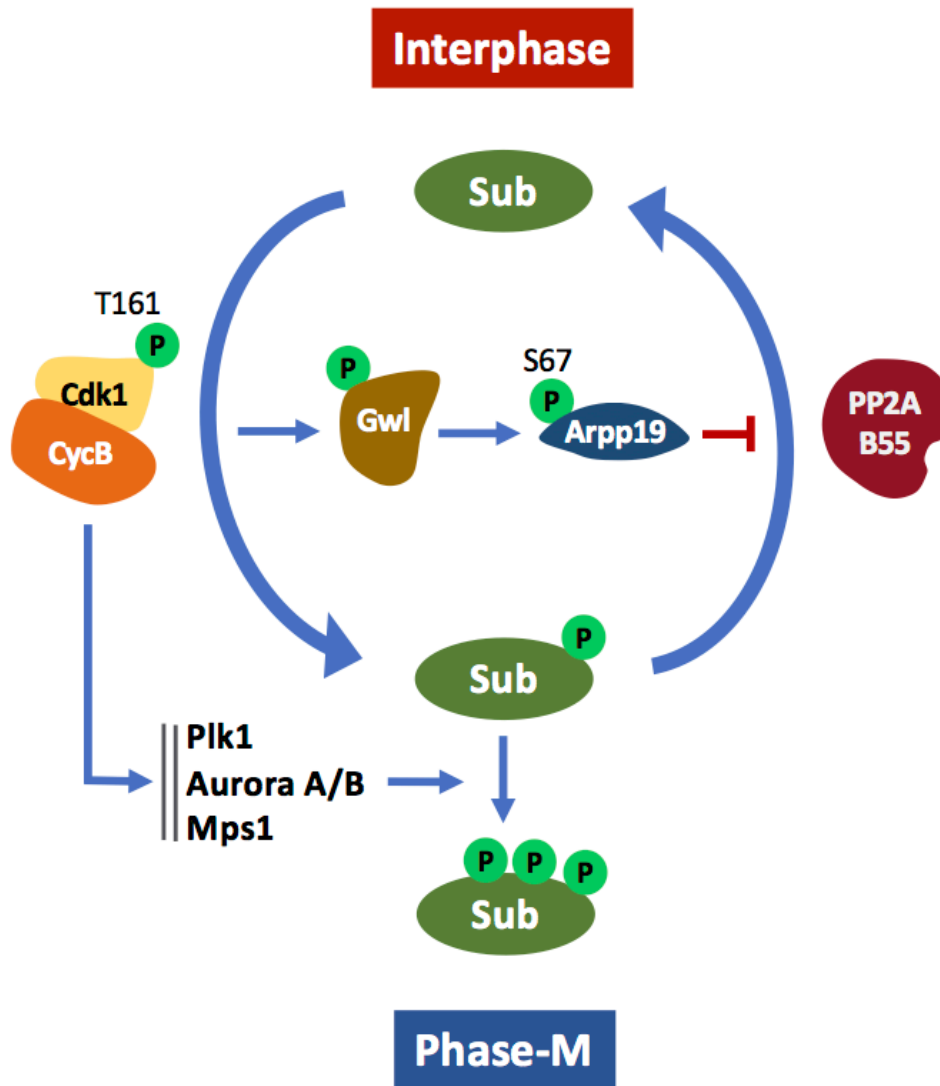 Interphase
Sub
T161
P
Cdk1
CycB
P
Gwl
S67
P
Arpp19
PP2A
B55
P
Sub
Plk1
Aurora A/B
Mps1
P
P
P
Sub
Phase-M